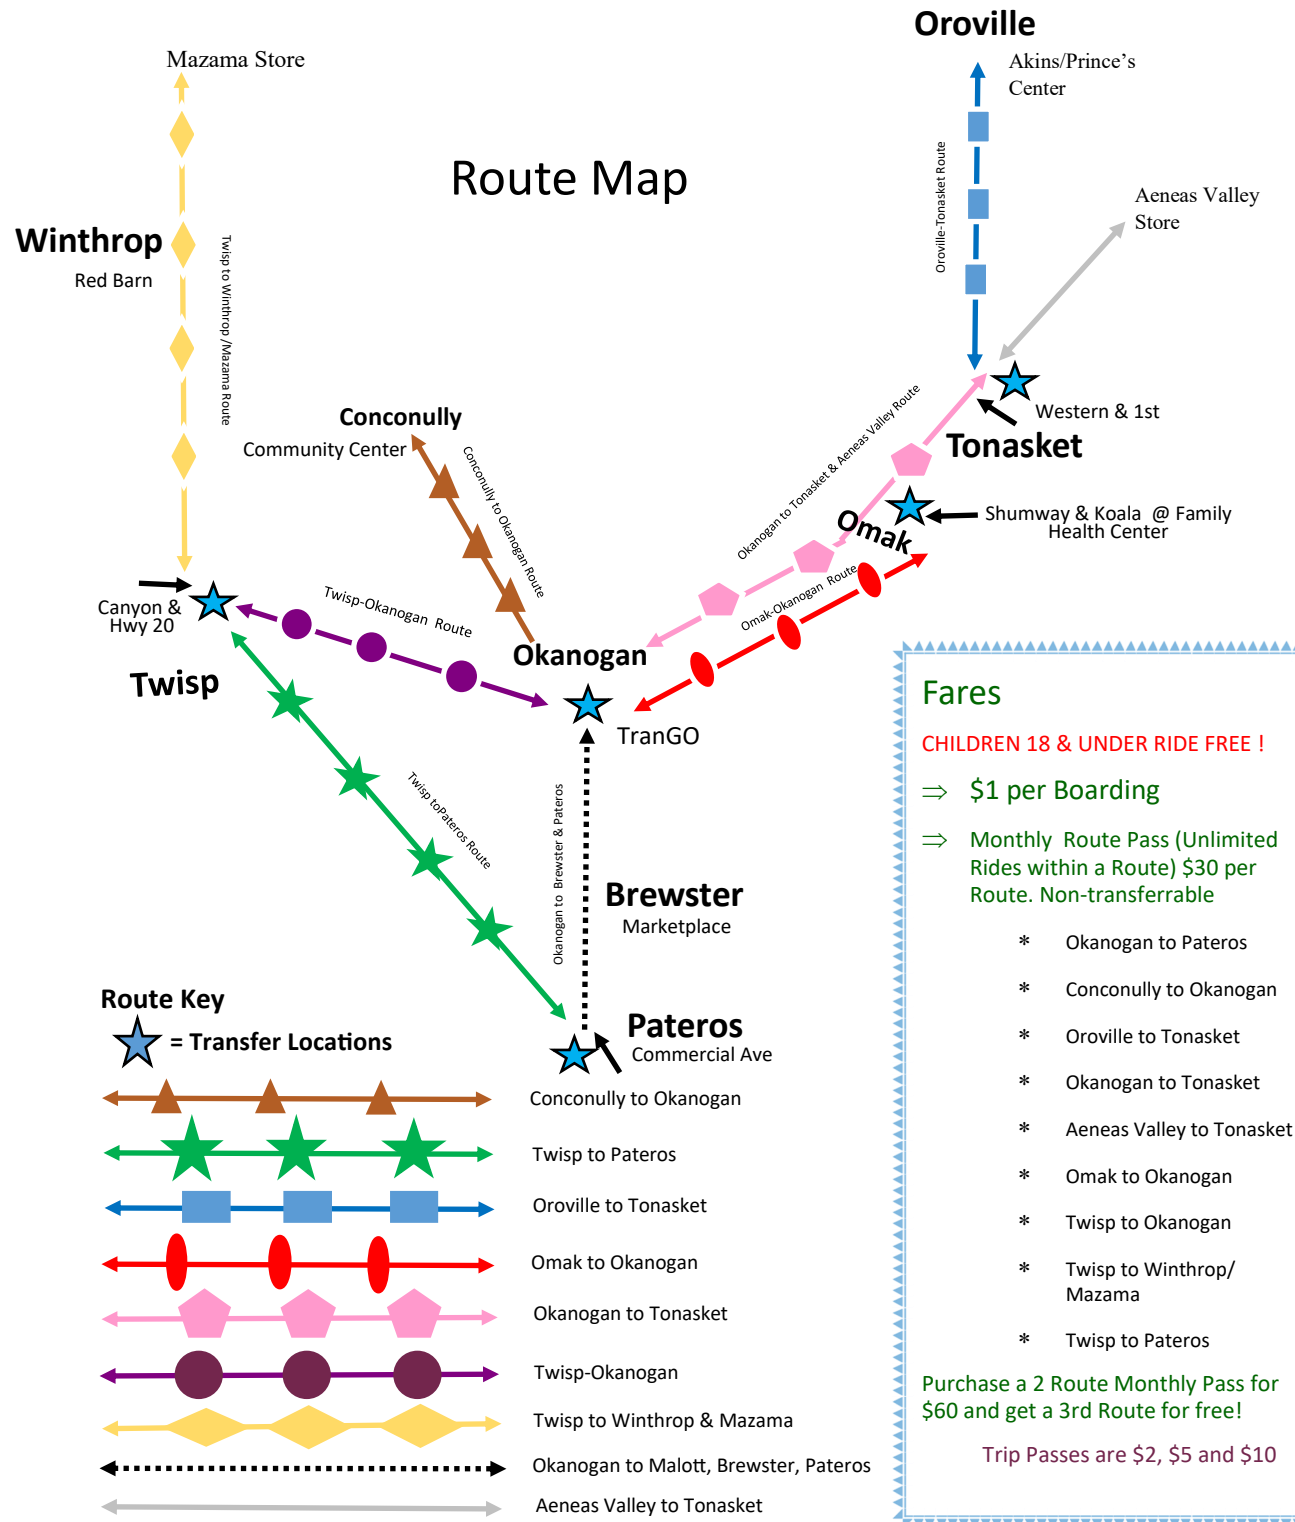 Oroville
Mazama Store
Akins/Prince's
Center
Route Map
Oroville-Tonasket Route
Aeneas Valley
Store
Winthrop
Red Barn
Twisp to Winthrop /Mazama Route
Western & 1st
Tonasket
Conconully
Community Center
Conconully to Okanogan Route
Okanogan to Tonasket & Aeneas Valley Route
Omak
Shumway & Koala @ Family
Health Center
Omak-Okanogan Route
Canyon &
Hwy 20
Twisp-Okanogan Route
Okanogan
Twisp
TranGO
Twisp toPateros Route
Okanogan to Brewster & Pateros
Brewster
Marketplace
Pateros
Commercial Ave
Route Key
= Transfer Locations
Conconully to Okanogan
Twisp to Pateros
Oroville to Tonasket
Omak to Okanogan
Okanogan to Tonasket
Twisp-Okanogan
Twisp to Winthrop & Mazama
Okanogan to Malott, Brewster, Pateros
Aeneas Valley to Tonasket
Fares
CHILDREN 18 & UNDER RIDE FREE !
⇒ $1 per Boarding
⇒ Monthly Route Pass (Unlimited
Rides within a Route) $30 per
Route. Non-transferrable
* Okanogan to Pateros
* Conconully to Okanogan
* Oroville to Tonasket
* Okanogan to Tonasket
* Aeneas Valley to Tonasket
* Omak to Okanogan
* Twisp to Okanogan
* Twisp to Winthrop/
Mazama
* Twisp to Pateros
Purchase a 2 Route Monthly Pass for
$60 and get a 3rd Route for free!
Trip Passes are $2, $5 and $10